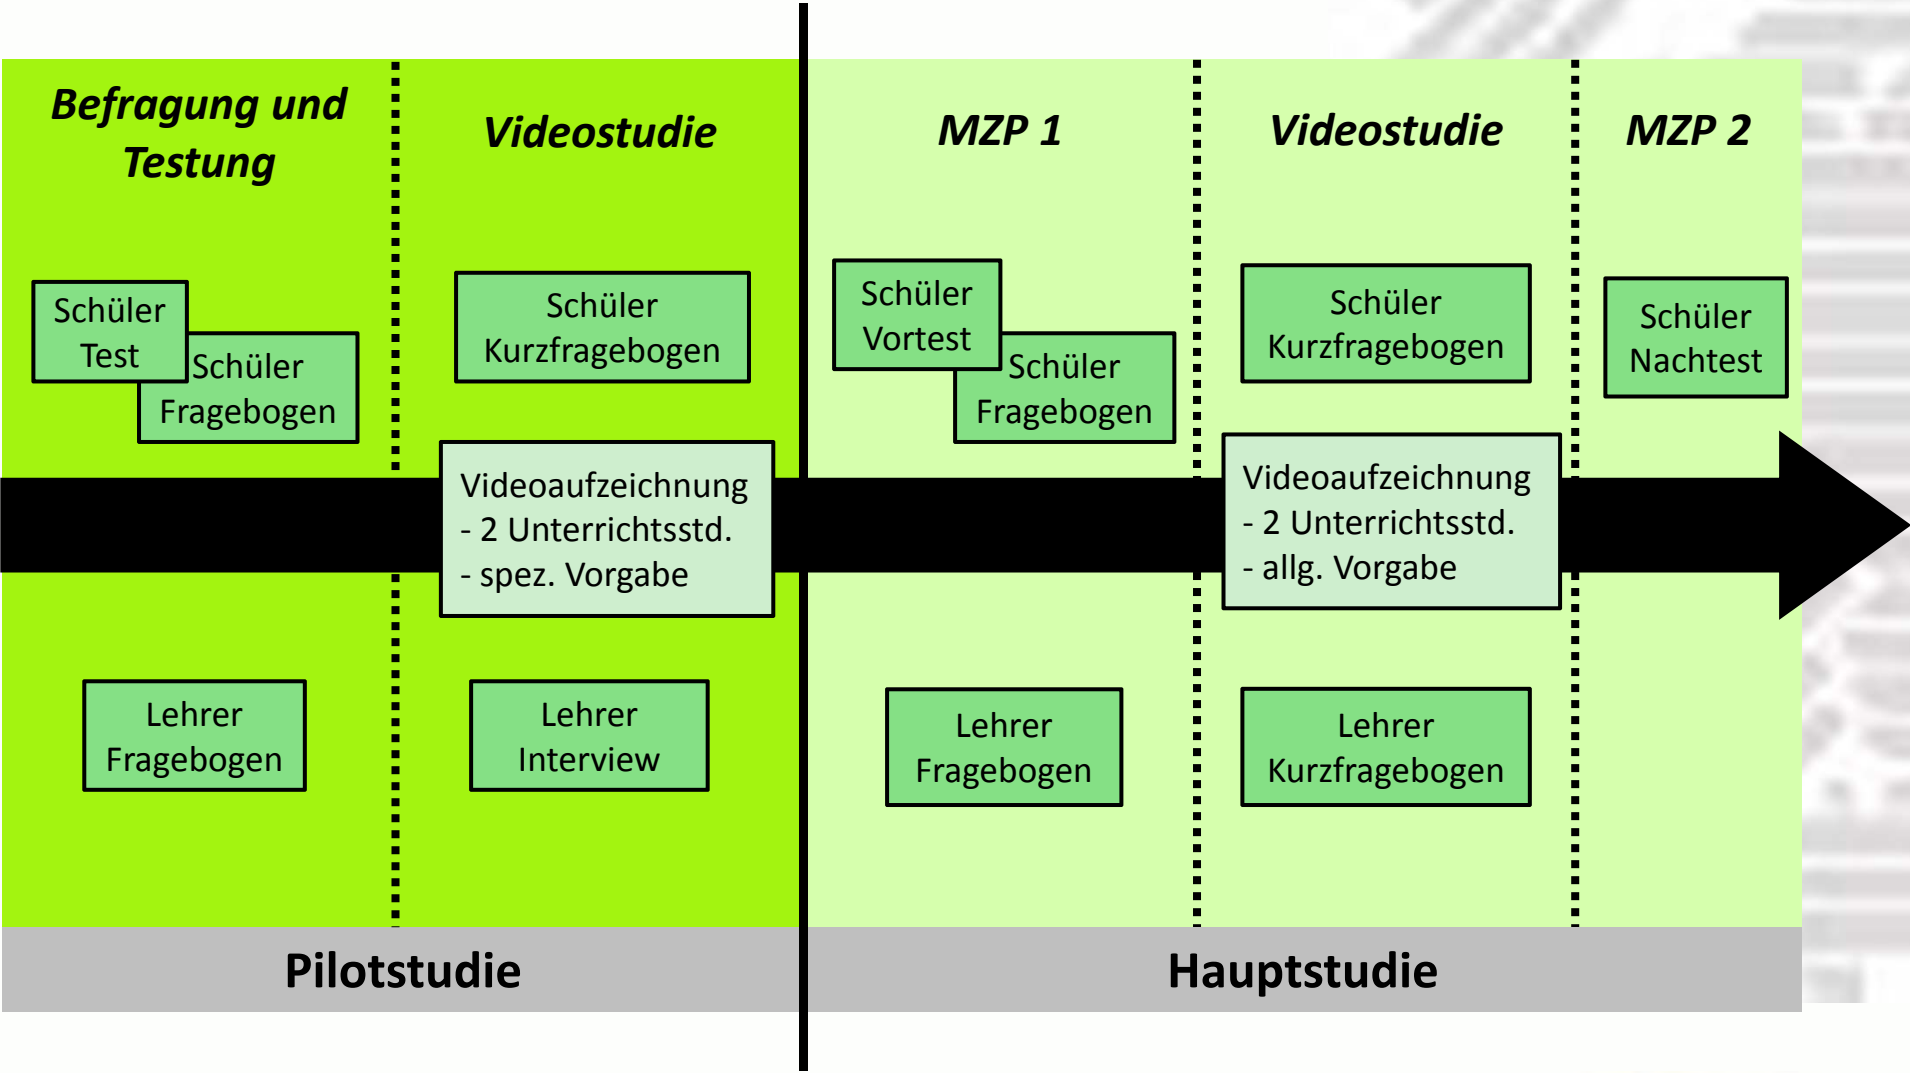 Befragung und
Testung
Videostudie
MZP 1
Videostudie
MZP 2
Schüler
Test
Schüler
Fragebogen
Schüler
Kurzfragebogen
Schüler
Vortest
Schüler
Fragebogen
Schüler
Kurzfragebogen
Schüler
Nachtest
Videoaufzeichnung
- 2 Unterrichtsstd.
- spez. Vorgabe
Videoaufzeichnung
- 2 Unterrichtsstd.
- allg. Vorgabe
Lehrer
Fragebogen
Lehrer
Interview
Lehrer
Fragebogen
Lehrer
Kurzfragebogen
Pilotstudie
Hauptstudie